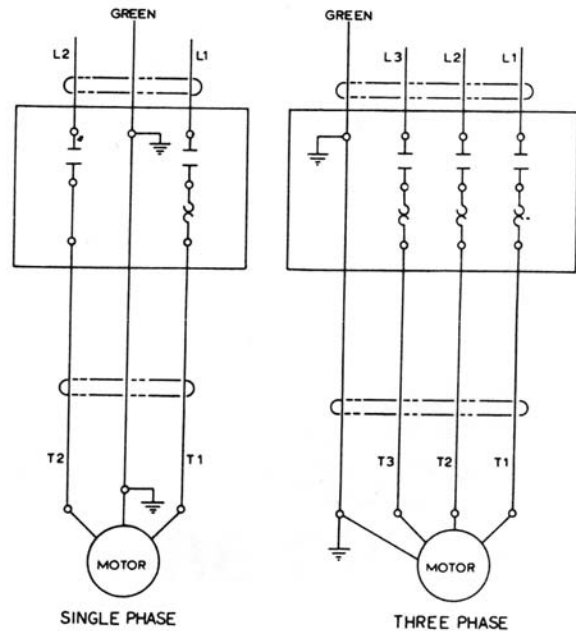 GREEN
L2
L1
T2
T1
MOTOR
SINGLE PHASE
GREEN
L3
L2
L1
T3
T2
T1
MOTOR
THREE PHASE